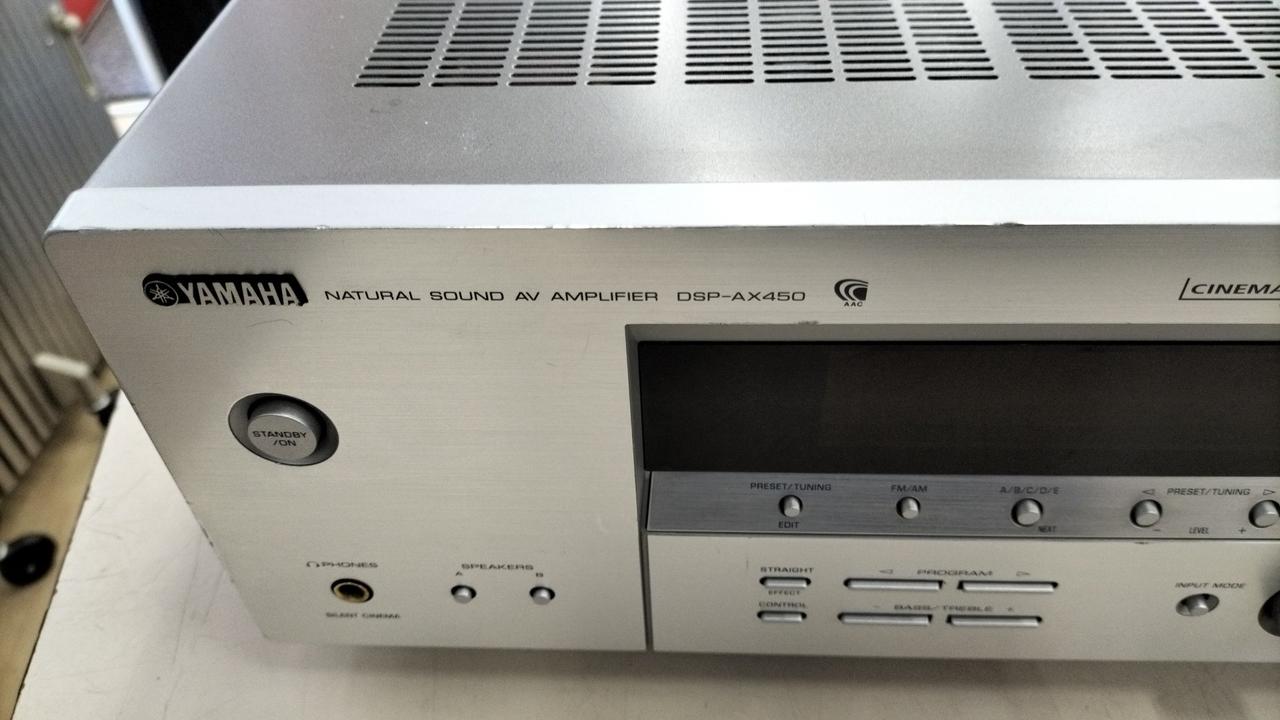 YAMAHA NATURAL SOUND AV AMPLIFIER DSP-AX450 AAC
CINEMA
STANDBY
/ON
PRESET/TUNING FM/AM A/B/C/D/E PRESET/TUNING
EDIT NEXT - LEVEL +
PHONES SPEAKERS
A B
SILENT CINEMA
STRAIGHT PROGRAM
EFFECT
INPUT MODE
CONTROL - BASS/TREBLE +